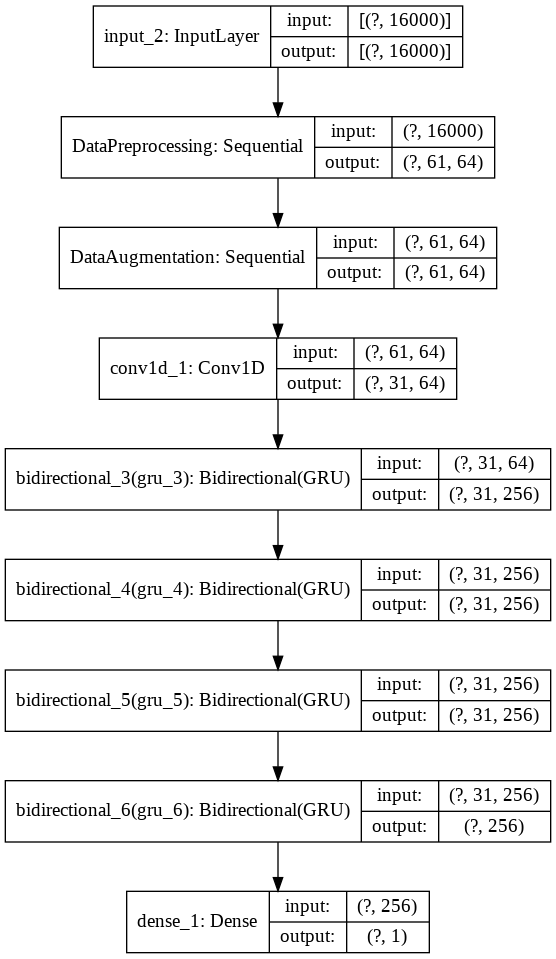 input_2: InputLayer
input: [(?, 16000)]
output: [(?, 16000)]
DataPreprocessing: Sequential
input: (?, 16000)
output: (?, 61, 64)
DataAugmentation: Sequential
input: (?, 61, 64)
output: (?, 61, 64)
conv1d_1: Conv1D
input: (?, 61, 64)
output: (?, 31, 64)
bidirectional_3(gru_3): Bidirectional(GRU)
input: (?, 31, 64)
output: (?, 31, 256)
bidirectional_4(gru_4): Bidirectional(GRU)
input: (?, 31, 256)
output: (?, 31, 256)
bidirectional_5(gru_5): Bidirectional(GRU)
input: (?, 31, 256)
output: (?, 31, 256)
bidirectional_6(gru_6): Bidirectional(GRU)
input: (?, 31, 256)
output: (?, 256)
dense_1: Dense
input: (?, 256)
output: (?, 1)